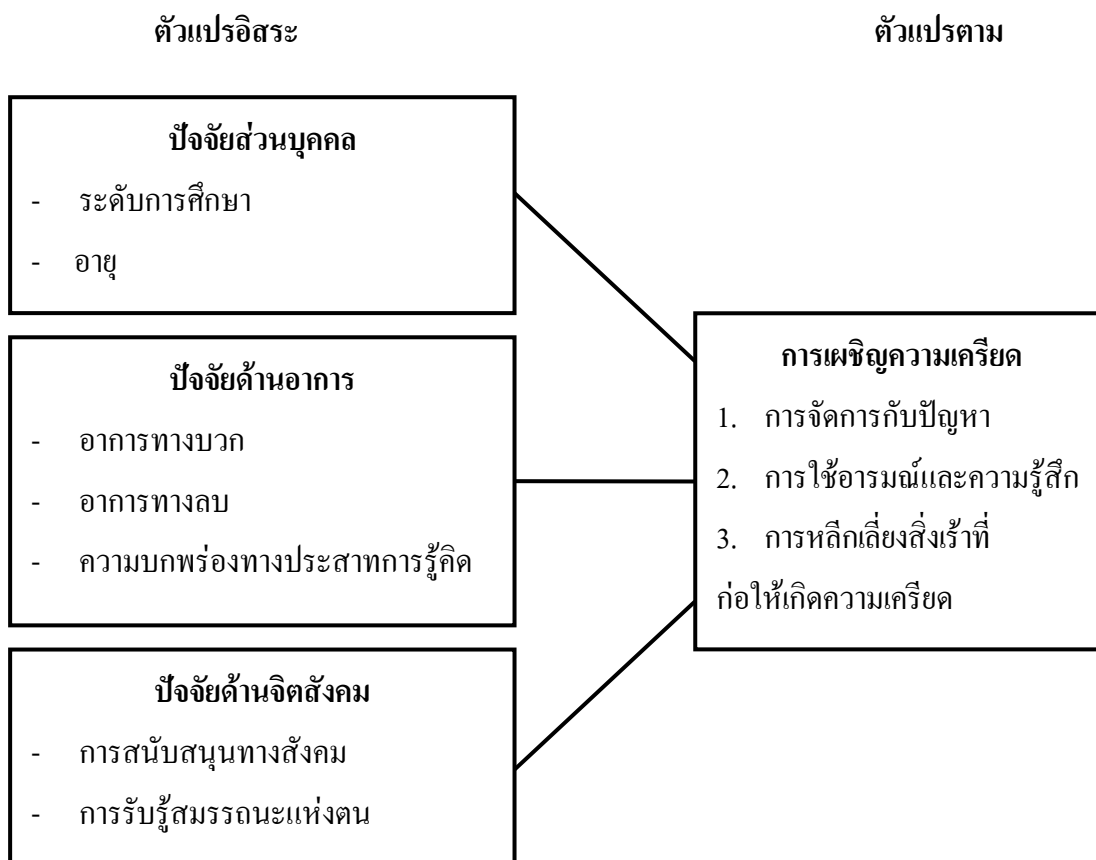 ตัวแปรอิสระ
ตัวแปรตาม
ปัจจัยส่วนบุคคล
- ระดับการศึกษา
- อายุ
ปัจจัยด้านอาการ
- อาการทางบวก
- อาการทางลบ
- ความบกพร่องทางประสาทการรู้คิด
ปัจจัยด้านจิตสังคม
- การสนับสนุนทางสังคม
- การรับรู้สมรรถนะแห่งตน
การเผชิญความเครียด
1. การจัดการกับปัญหา
2. การใช้อารมณ์และความรู้สึก
3. การหลีกเลี่ยงสิ่งเร้าที่
ก่อให้เกิดความเครียด